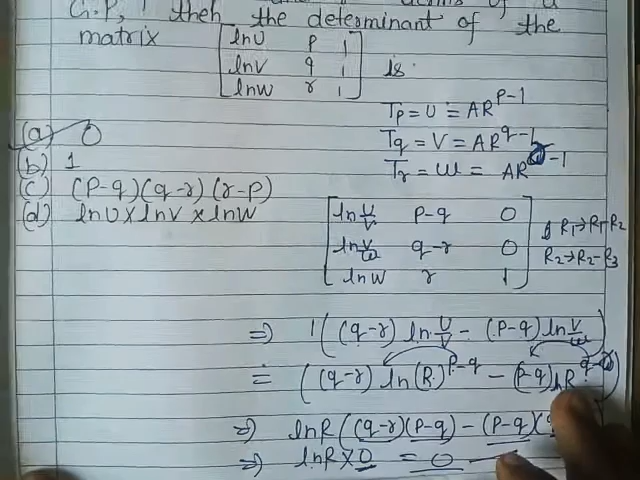 G.P, then the determinant of the
matrix [lnU p 1
lnV q 1 is.
lnW r 1]
Tp = U = AR^p-1
(a) 0 Tq = V = AR^q-1
(b) 1 Tr = W = AR -1
(c) (P-q)(q-r)(r-p)
(d) lnU×lnV×lnW
[ln U/V p-q 0
R1→R1-R2
ln V/W q-r 0
R2→R2-R3
lnW r 1]
⇒ 1((q-r) ln U/V - (P-q) ln V/W)
= ((q-r) ln(R)^p-q - (p-q) lnR
⇒ lnR((q-r)(p-q) - (p-q)(
⇒ lnR×0 = 0